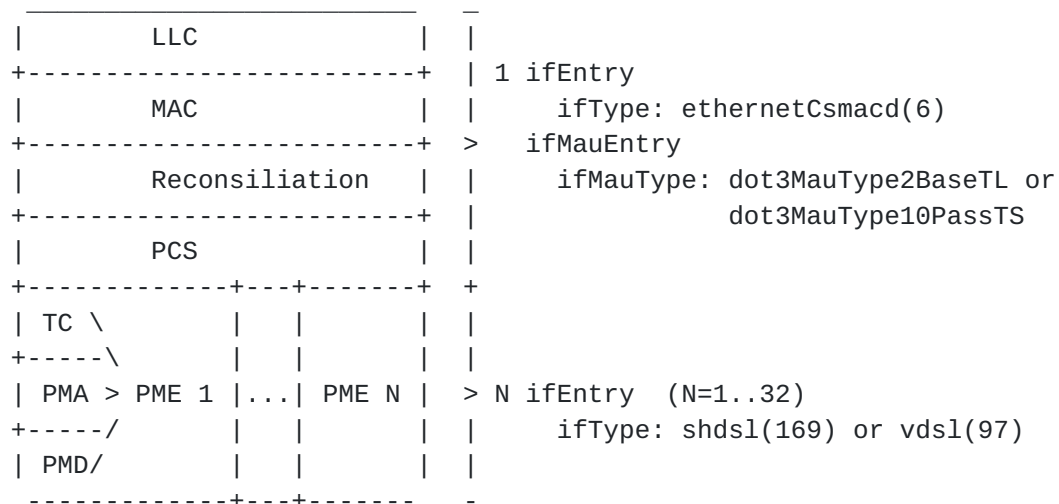 _________________________   _
|         LLC              |  |
+--------------------------+  | 1 ifEntry
|         MAC              |  |     ifType: ethernetCsmacd(6)
+--------------------------+  >   ifMauEntry
|         Reconsiliation   |  |     ifMauType: dot3MauType2BaseTL or
+--------------------------+  |                dot3MauType10PassTS
|         PCS              |  |
+-------------+---+-------+  +
| TC \        |   |       |  |
+-----\       |   |       |  |
| PMA > PME 1 |...| PME N |  > N ifEntry  (N=1..32)
+-----/       |   |       |  |     ifType: shdsl(169) or vdsl(97)
| PMD/        |   |       |  |
 -------------+---+-------   -